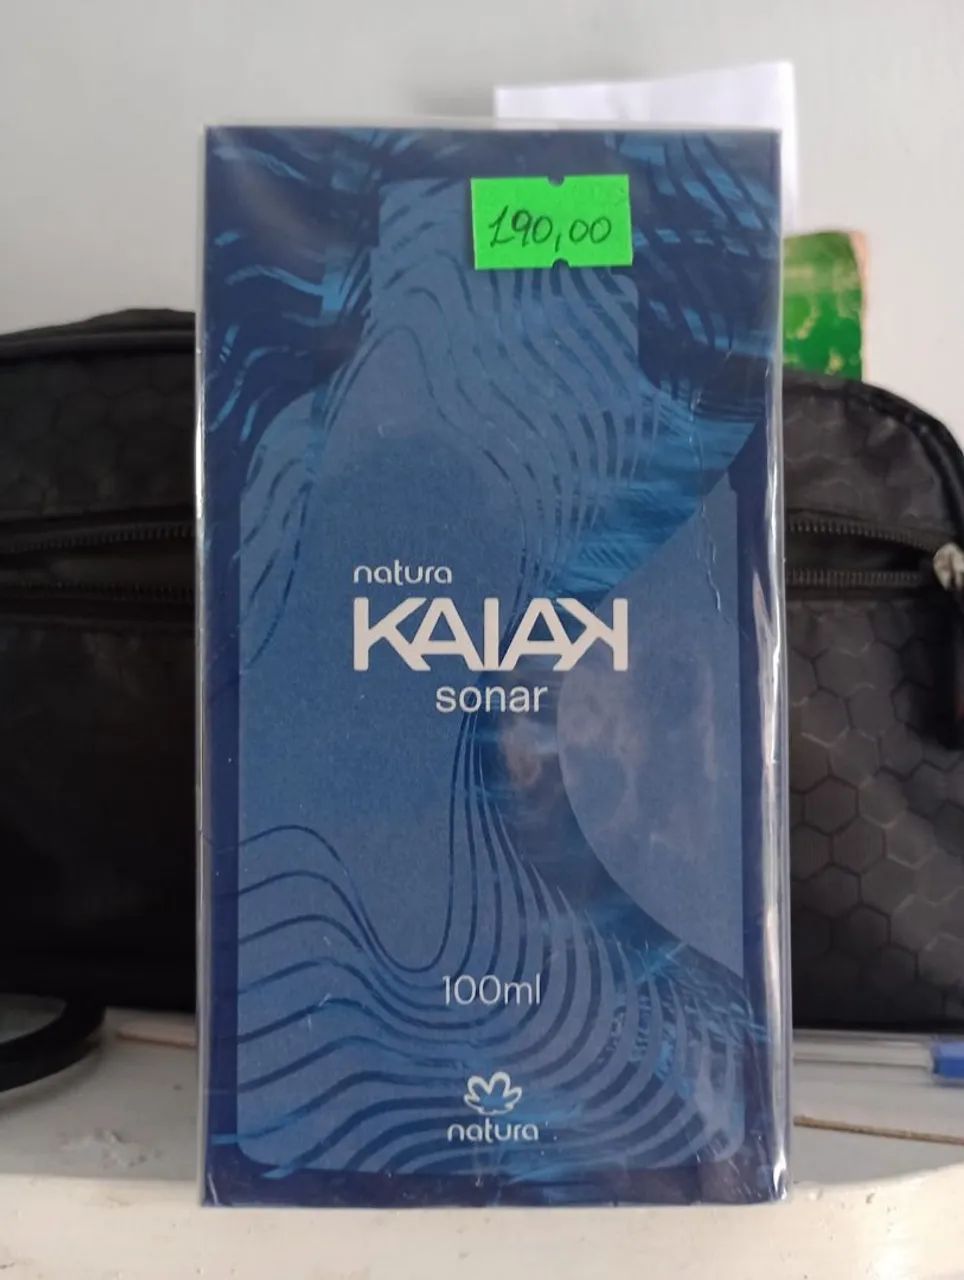 190,00
natura
KAIAK
sonar
100ml
natura